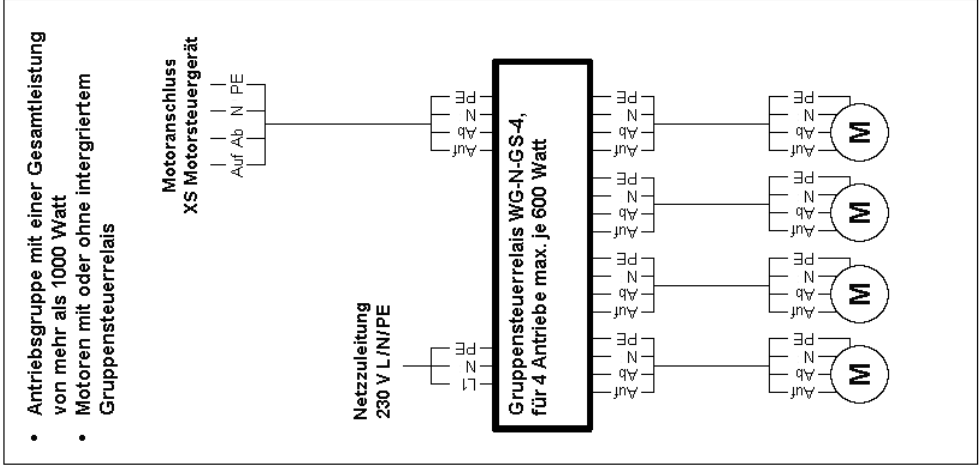 • Antriebsgruppe mit einer Gesamtleistung
von mehr als 1000 Watt
• Motoren mit oder ohne intergriertem
Gruppensteuerrelais
Motoranschluss
XS Motorsteuergerät
Auf Ab N PE
Netzzuleitung
230 V L/N/PE
L1 N PE
Auf Ab N PE
Gruppensteuerrelais WG-N-GS-4,
für 4 Antriebe max. je 600 Watt
Auf Ab N PE
Auf Ab N PE
Auf Ab N PE
Auf Ab N PE
Auf Ab N PE
Auf Ab N PE
Auf Ab N PE
Auf Ab N PE
M
M
M
M